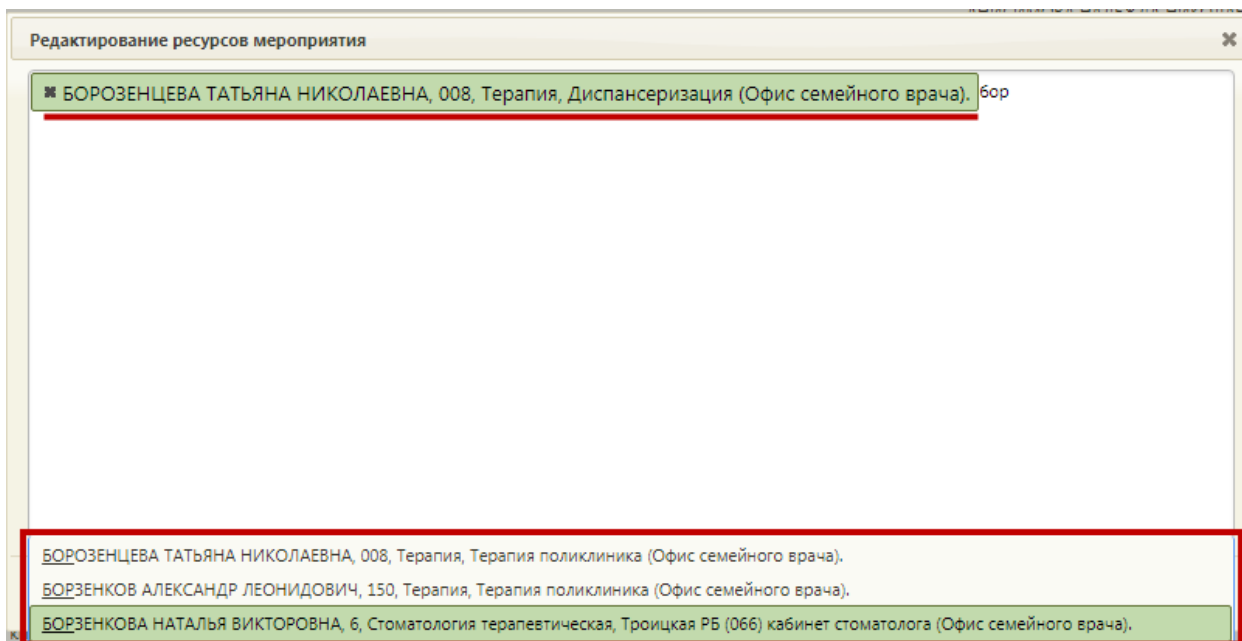 Редактирование ресурсов мероприятия
БОРОЗЕНЦЕВА ТАТЬЯНА НИКОЛАЕВНА, 008, Терапия, Диспансеризация (Офис семейного врача). бор
БОРОЗЕНЦЕВА ТАТЬЯНА НИКОЛАЕВНА, 008, Терапия, Терапия поликлиника (Офис семейного врача).
БОРЗЕНКОВ АЛЕКСАНДР ЛЕОНИДОВИЧ, 150, Терапия, Терапия поликлиника (Офис семейного врача).
БОРЗЕНКОВА НАТАЛЬЯ ВИКТОРОВНА, 6, Стоматология терапевтическая, Троицкая РБ (066) кабинет стоматолога (Офис семейного врача).